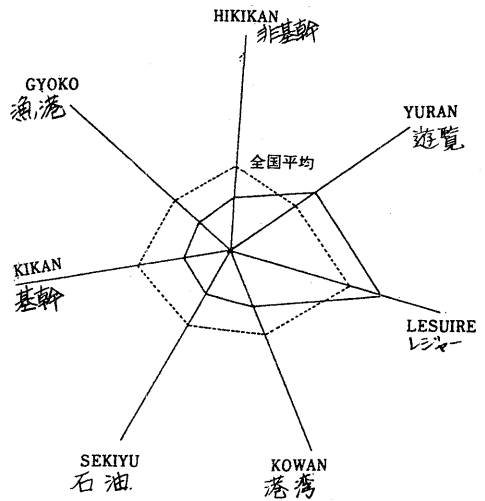 HIKIKAN
非基幹
GYOKO
漁港
YURAN
遊覧
全国平均
KIKAN
基幹
LESUIRE
レジャー
SEKIYU
石油
KOWAN
港湾